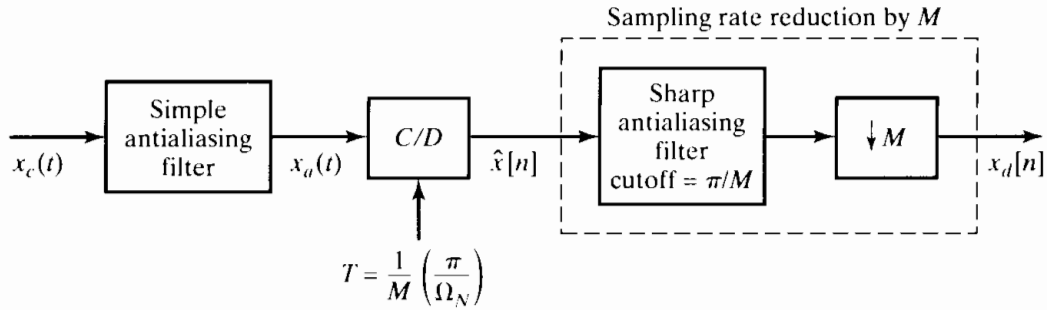 Sampling rate reduction by M
Simple
antialiasing
filter
C/D
Sharp
antialiasing
filter
cutoff = π/M
↓ M
x_c(t)
x_a(t)
x̂[n]
x_d[n]
T = 1/M (π/Ω_N)